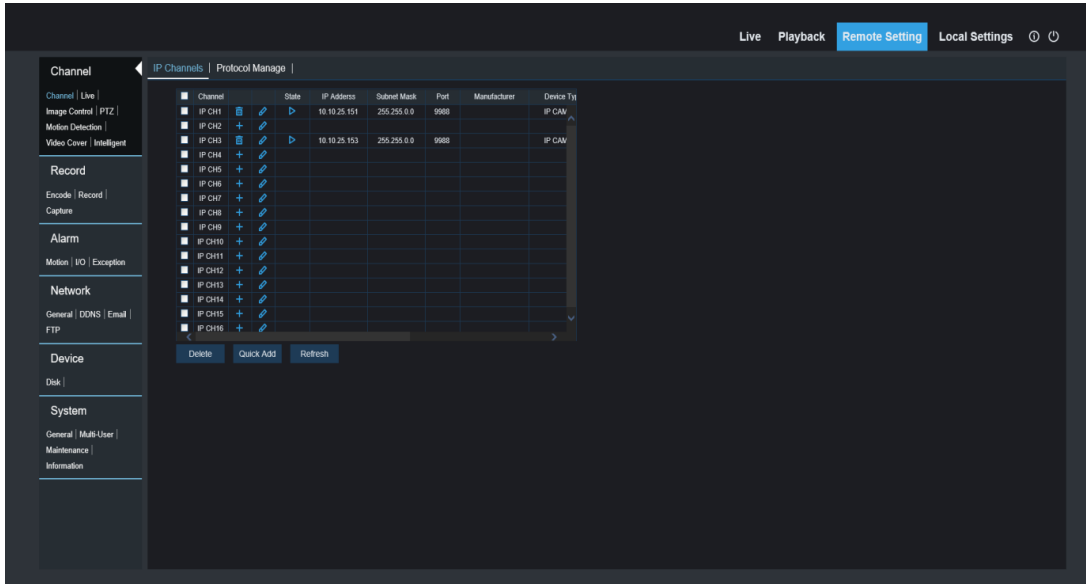 Live Playback Remote Setting Local Settings
Channel
Channel | Live |
Image Control | PTZ |
Motion Detection |
Video Cover | Intelligent
Record
Encode | Record |
Capture
Alarm
Motion | I/O | Exception
Network
General | DDNS | Email |
FTP
Device
Disk |
System
General | Multi-User |
Maintenance |
Information
IP Channels | Protocol Manage |
Channel State IP Adderss Subnet Mask Port Manufacturer Device Typ
IP CH1 10.10.25.151 255.255.0.0 9988 IP CAM
IP CH2
IP CH3 10.10.25.153 255.255.0.0 9988 IP CAM
IP CH4
IP CH5
IP CH6
IP CH7
IP CH8
IP CH9
IP CH10
IP CH11
IP CH12
IP CH13
IP CH14
IP CH15
IP CH16
Delete Quick Add Refresh